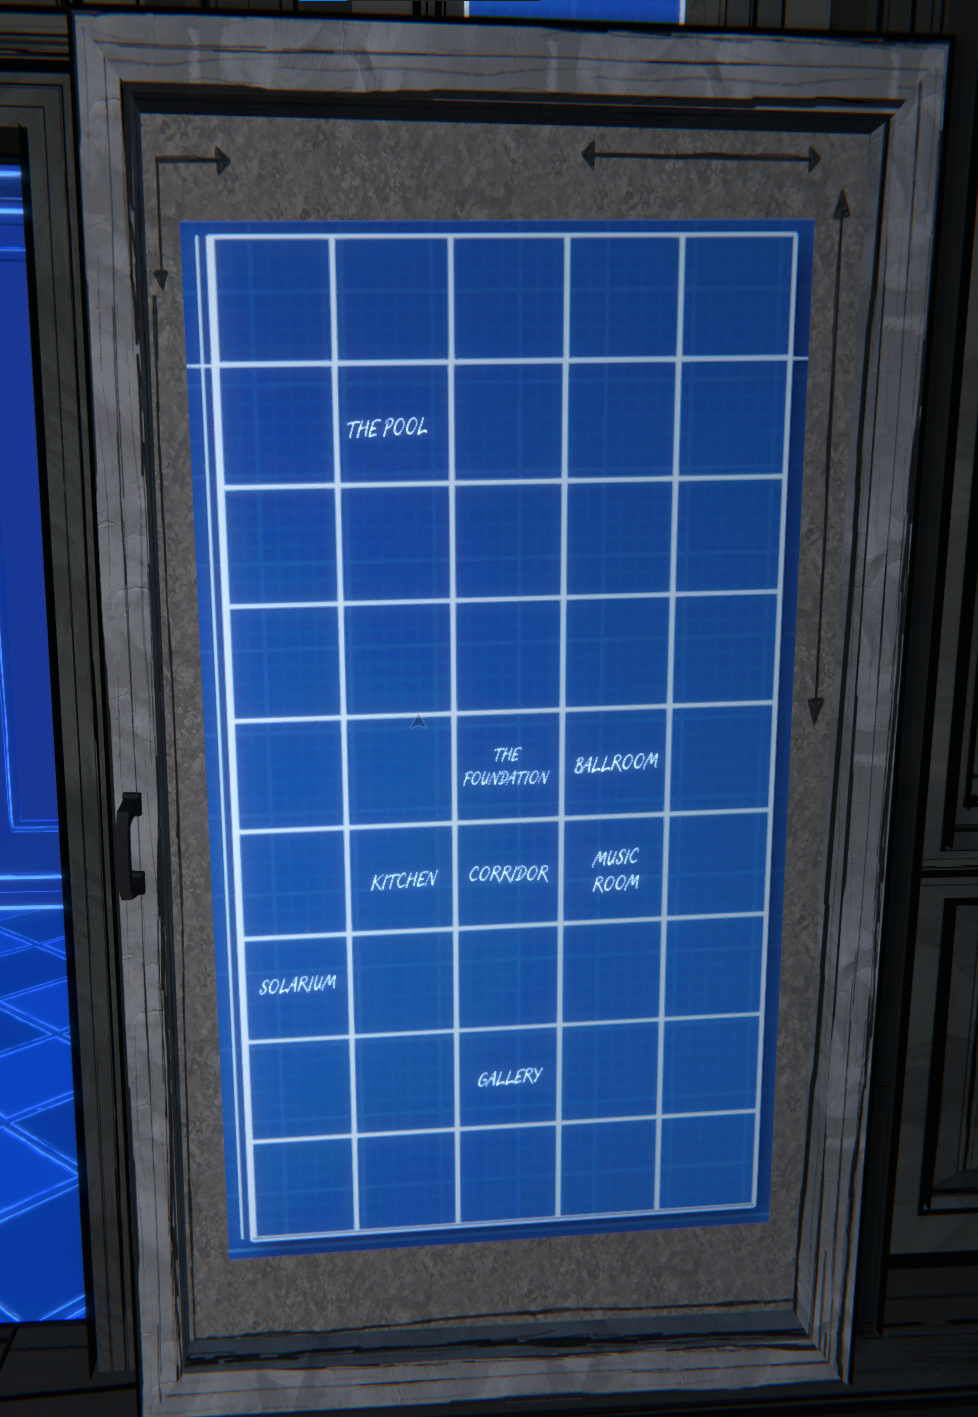 THE POOL
THE
FOUNDATION
BALLROOM
KITCHEN
CORRIDOR
MUSIC
ROOM
SOLARIUM
GALLERY